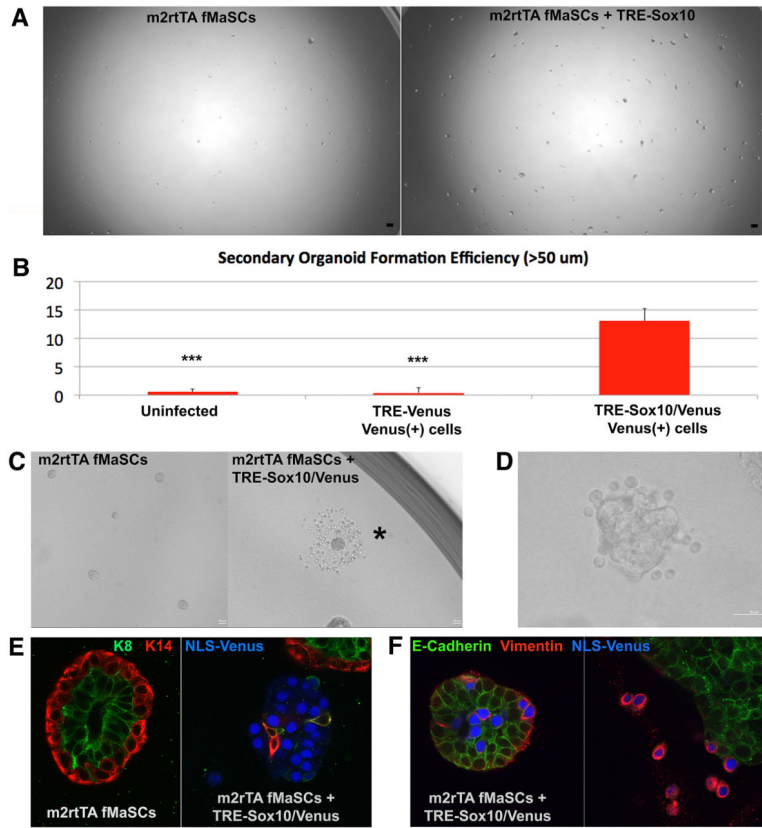 A
m2rtTA fMaSCs
m2rtTA fMaSCs + TRE-Sox10
B
Secondary Organoid Formation Efficiency (>50 um)
20
15
10
5
0
***
***
Uninfected
TRE-Venus
Venus(+) cells
TRE-Sox10/Venus
Venus(+) cells
C
m2rtTA fMaSCs
m2rtTA fMaSCs +
TRE-Sox10/Venus
*
D
E
K8 K14
NLS-Venus
m2rtTA fMaSCs
m2rTA fMaSCs +
TRE-Sox10/Venus
F
E-Cadherin Vimentin NLS-Venus
m2rTA fMaSCs +
TRE-Sox10/Venus